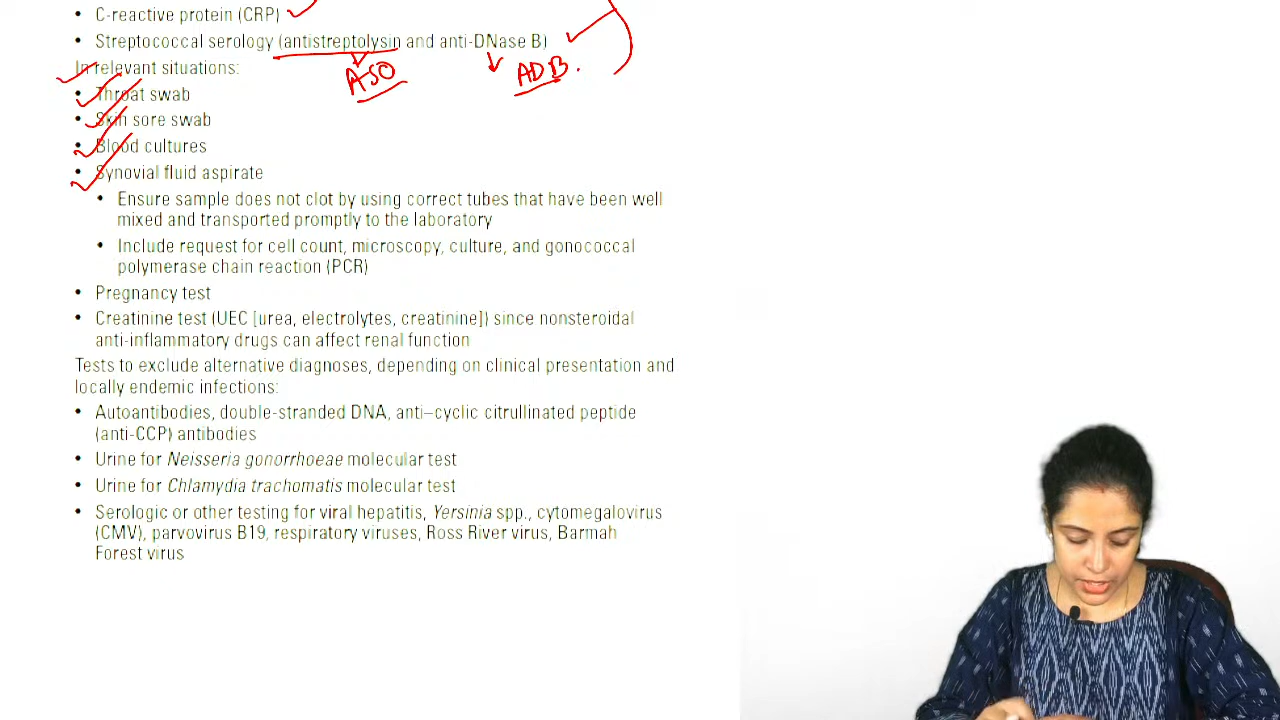 • C-reactive protein (CRP)
• Streptococcal serology (antistreptolysin and anti-DNase B)
In relevant situations:
ASO
ADB.
• Throat swab
• Skin sore swab
• Blood cultures
• Synovial fluid aspirate
• Ensure sample does not clot by using correct tubes that have been well
mixed and transported promptly to the laboratory
• Include request for cell count, microscopy, culture, and gonococcal
polymerase chain reaction (PCR)
• Pregnancy test
• Creatinine test (UEC [urea, electrolytes, creatinine]) since nonsteroidal
anti-inflammatory drugs can affect renal function
Tests to exclude alternative diagnoses, depending on clinical presentation and
locally endemic infections:
• Autoantibodies, double-stranded DNA, anti–cyclic citrullinated peptide
(anti-CCP) antibodies
• Urine for Neisseria gonorrhoeae molecular test
• Urine for Chlamydia trachomatis molecular test
• Serologic or other testing for viral hepatitis, Yersinia spp., cytomegalovirus
(CMV), parvovirus B19, respiratory viruses, Ross River virus, Barmah
Forest virus